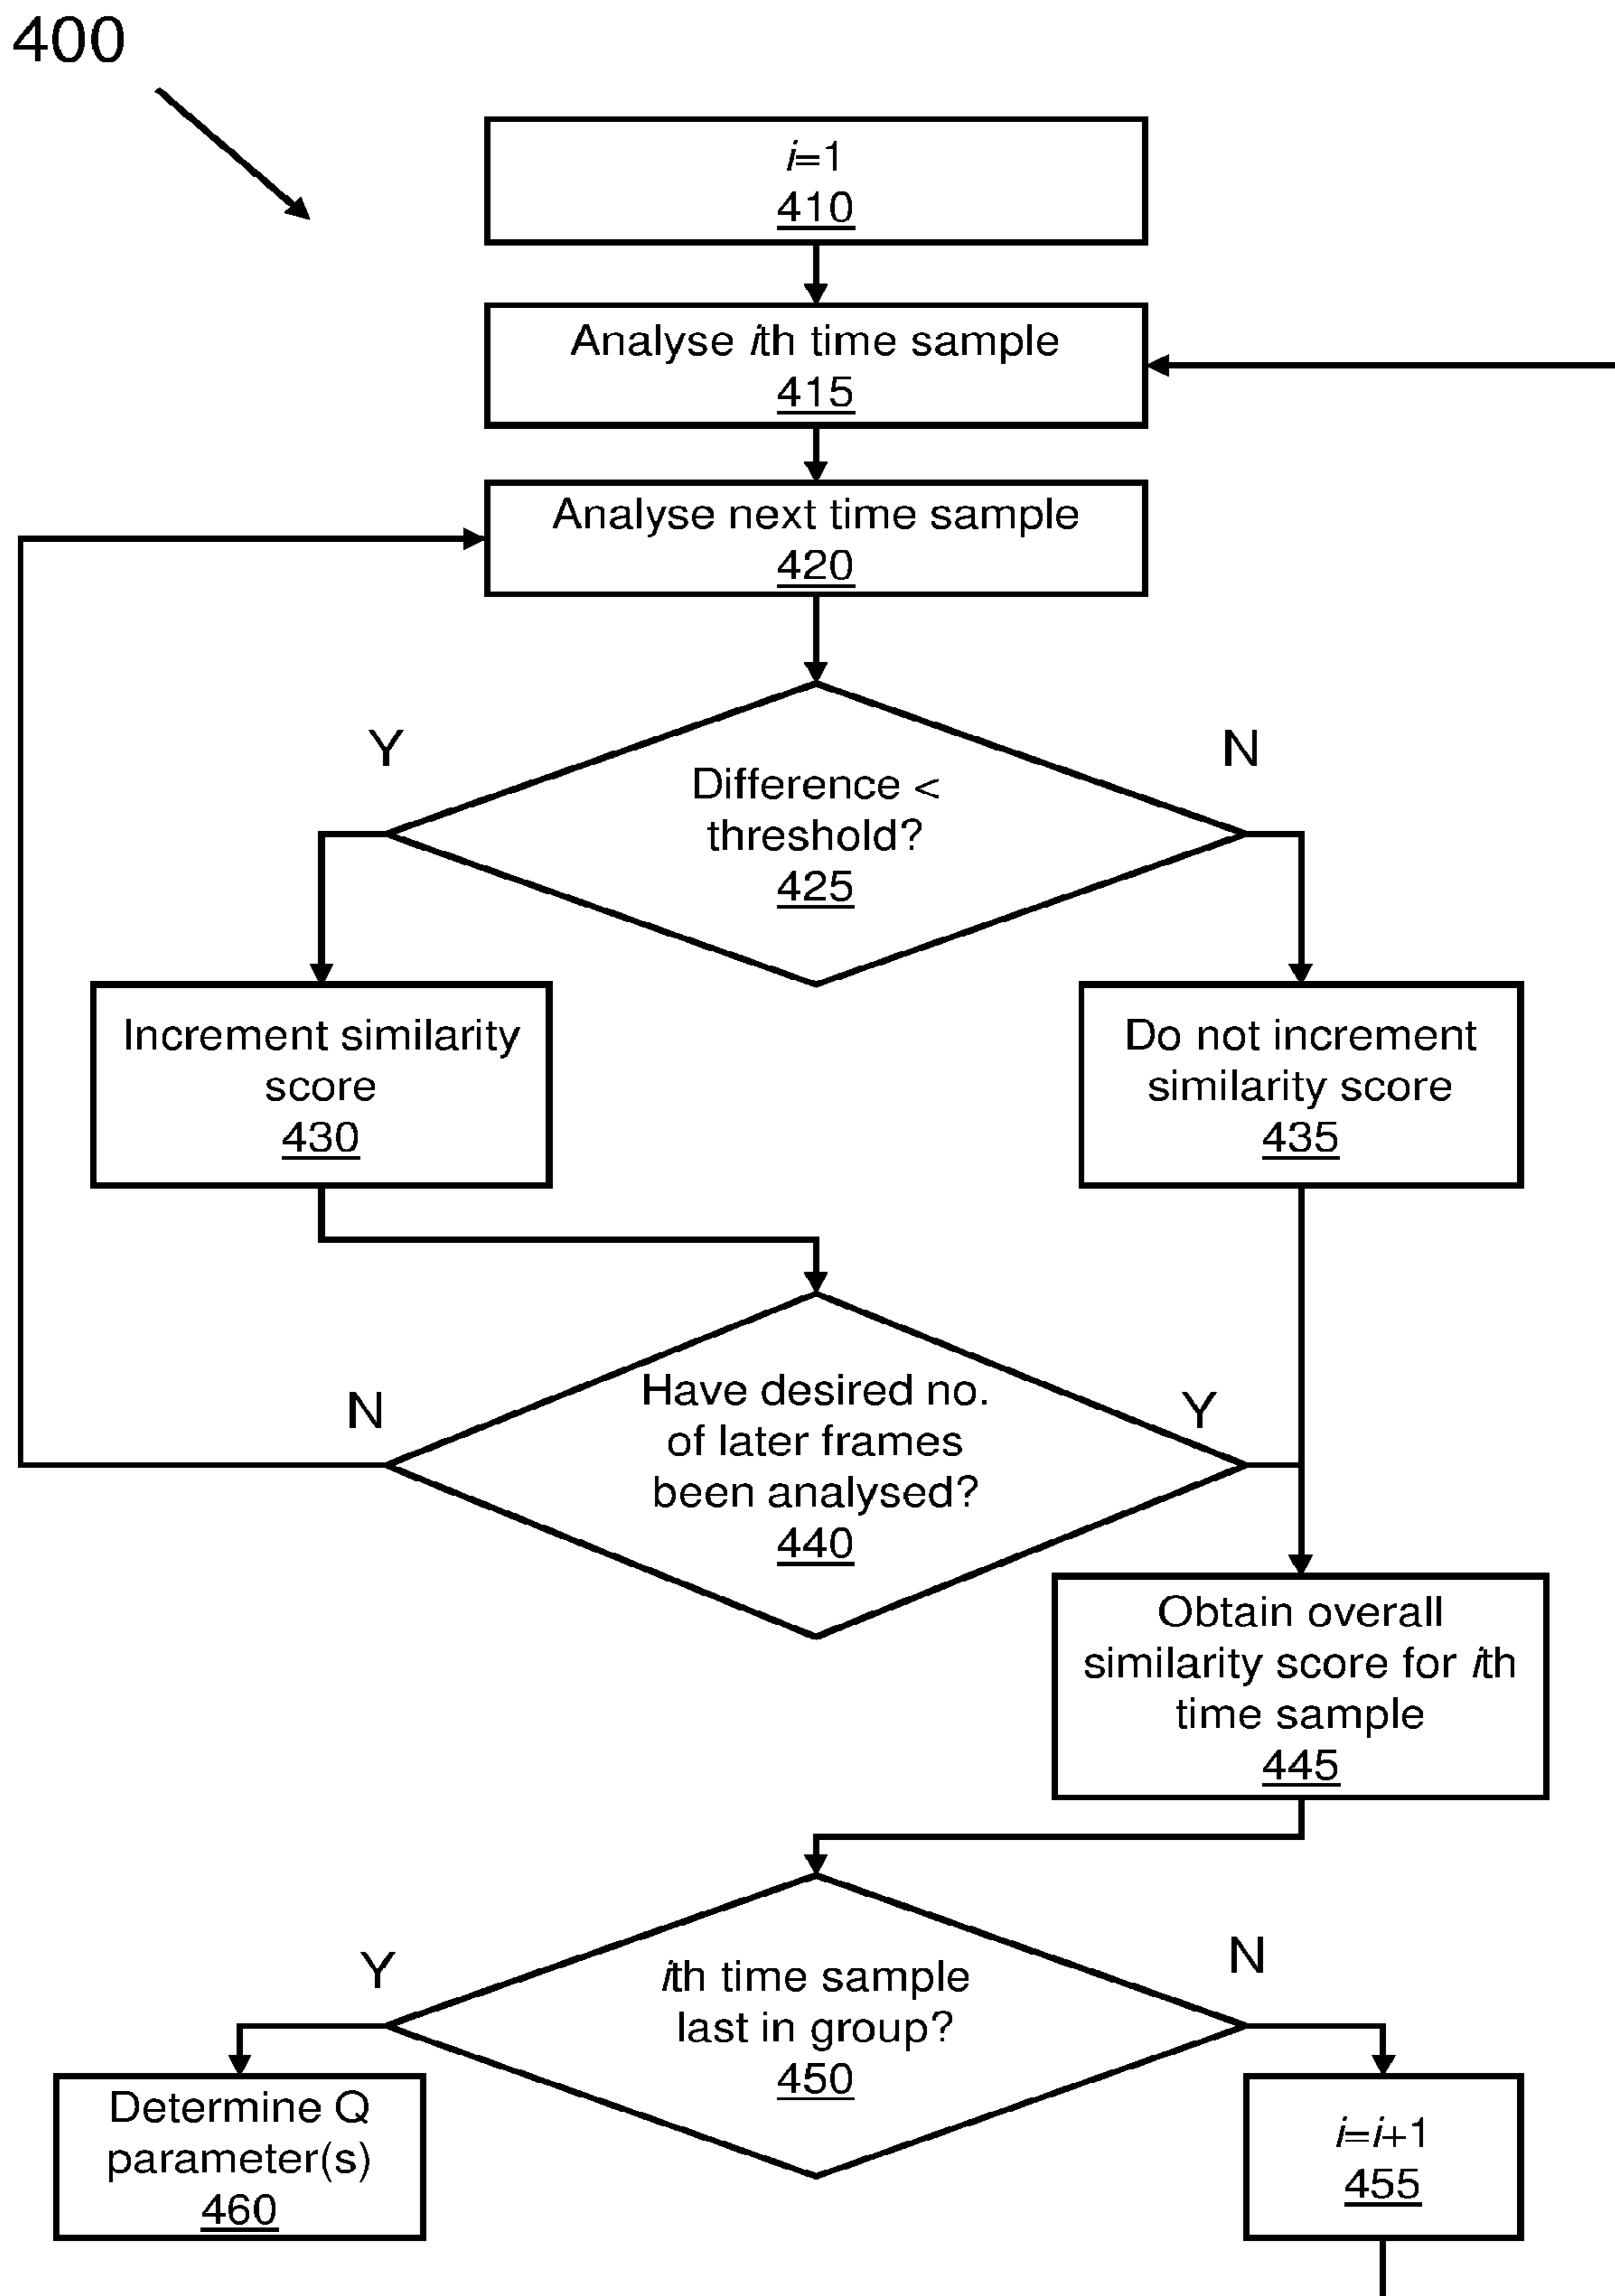 400
i=1
410
Analyse ith time sample
415
Analyse next time sample
420
Y
N
Difference <
threshold?
425
Increment similarity
score
430
Do not increment
similarity score
435
N
Y
Have desired no.
of later frames
been analysed?
440
Obtain overall
similarity score for ith
time sample
445
Y
N
ith time sample
last in group?
450
Determine Q
parameter(s)
460
i=i+1
455